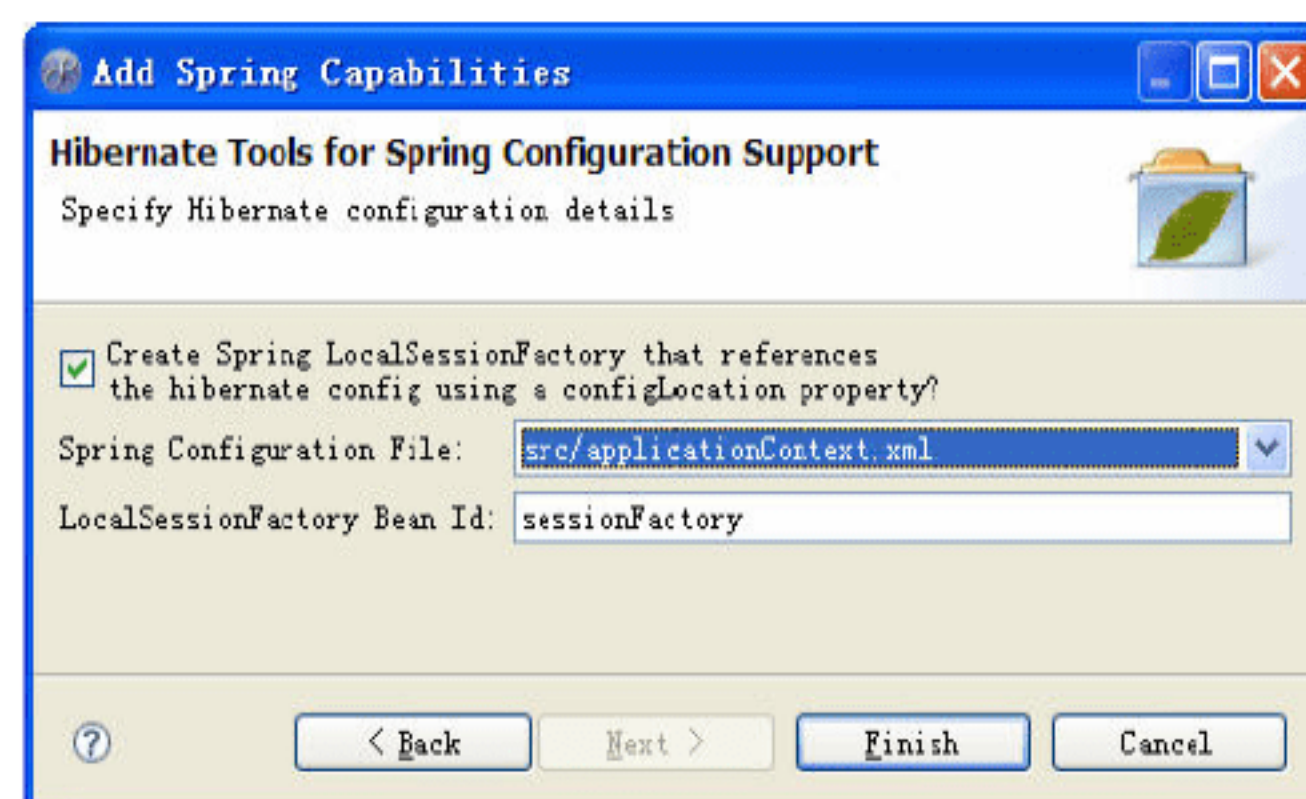 Add Spring Capabilities
Hibernate Tools for Spring Configuration Support
Specify Hibernate configuration details
Create Spring LocalSessionFactory that references
the hibernate config using a configLocation property?
Spring Configuration File: src/applicationContext.xml
LocalSessionFactory Bean Id: sessionFactory
? < Back Next > Finish Cancel